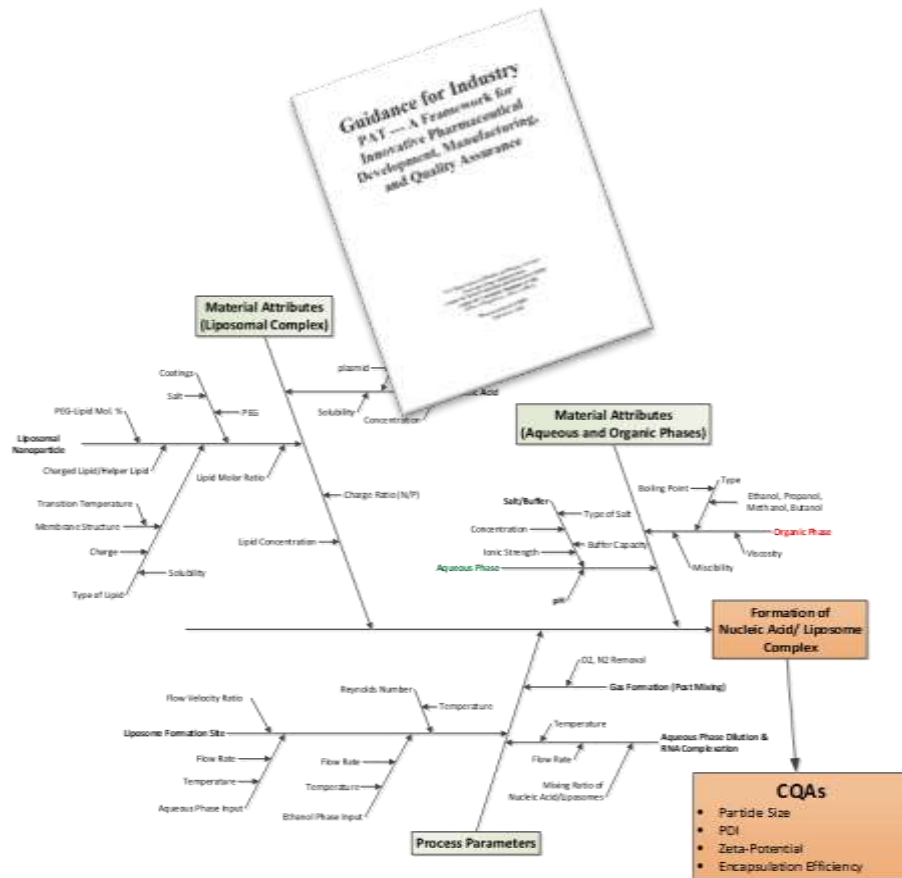 Guidance for Industry
PAT — A Framework for
Innovative Pharmaceutical
Development, Manufacturing,
and Quality Assurance
Material Attributes
(Liposomal Complex)
Coatings
Salt
PEG
PEG-Lipid Mol. %
Liposomal
Nanoparticle
Charged Lipid/Helper Lipid
Lipid Molar Ratio
Transition Temperature
Membrane Structure
Charge
Solubility
Type of Lipid
plasmid
Solubility
Concentration
Acid
Charge Ratio (N/P)
Lipid Concentration
Material Attributes
(Aqueous and Organic Phases)
Salt/Buffer
Type of Salt
Concentration
Buffer Capacity
Ionic Strength
Aqueous Phase
pH
Boiling Point
Type
Ethanol, Propanol,
Methanol, Butanol
Organic Phase
Viscosity
Miscibility
Formation of
Nucleic Acid/ Liposome
Complex
O2, N2 Removal
Gas Formation (Post Mixing)
Reynolds Number
Temperature
Flow Velocity Ratio
Liposome Formation Site
Flow Rate
Temperature
Aqueous Phase Input
Flow Rate
Temperature
Ethanol Phase Input
Temperature
Flow Rate
Mixing Ratio of
Nucleic Acid/Liposomes
Aqueous Phase Dilution &
RNA Complexation
Process Parameters
CQAs
• Particle Size
• PDI
• Zeta-Potential
• Encapsulation Efficiency